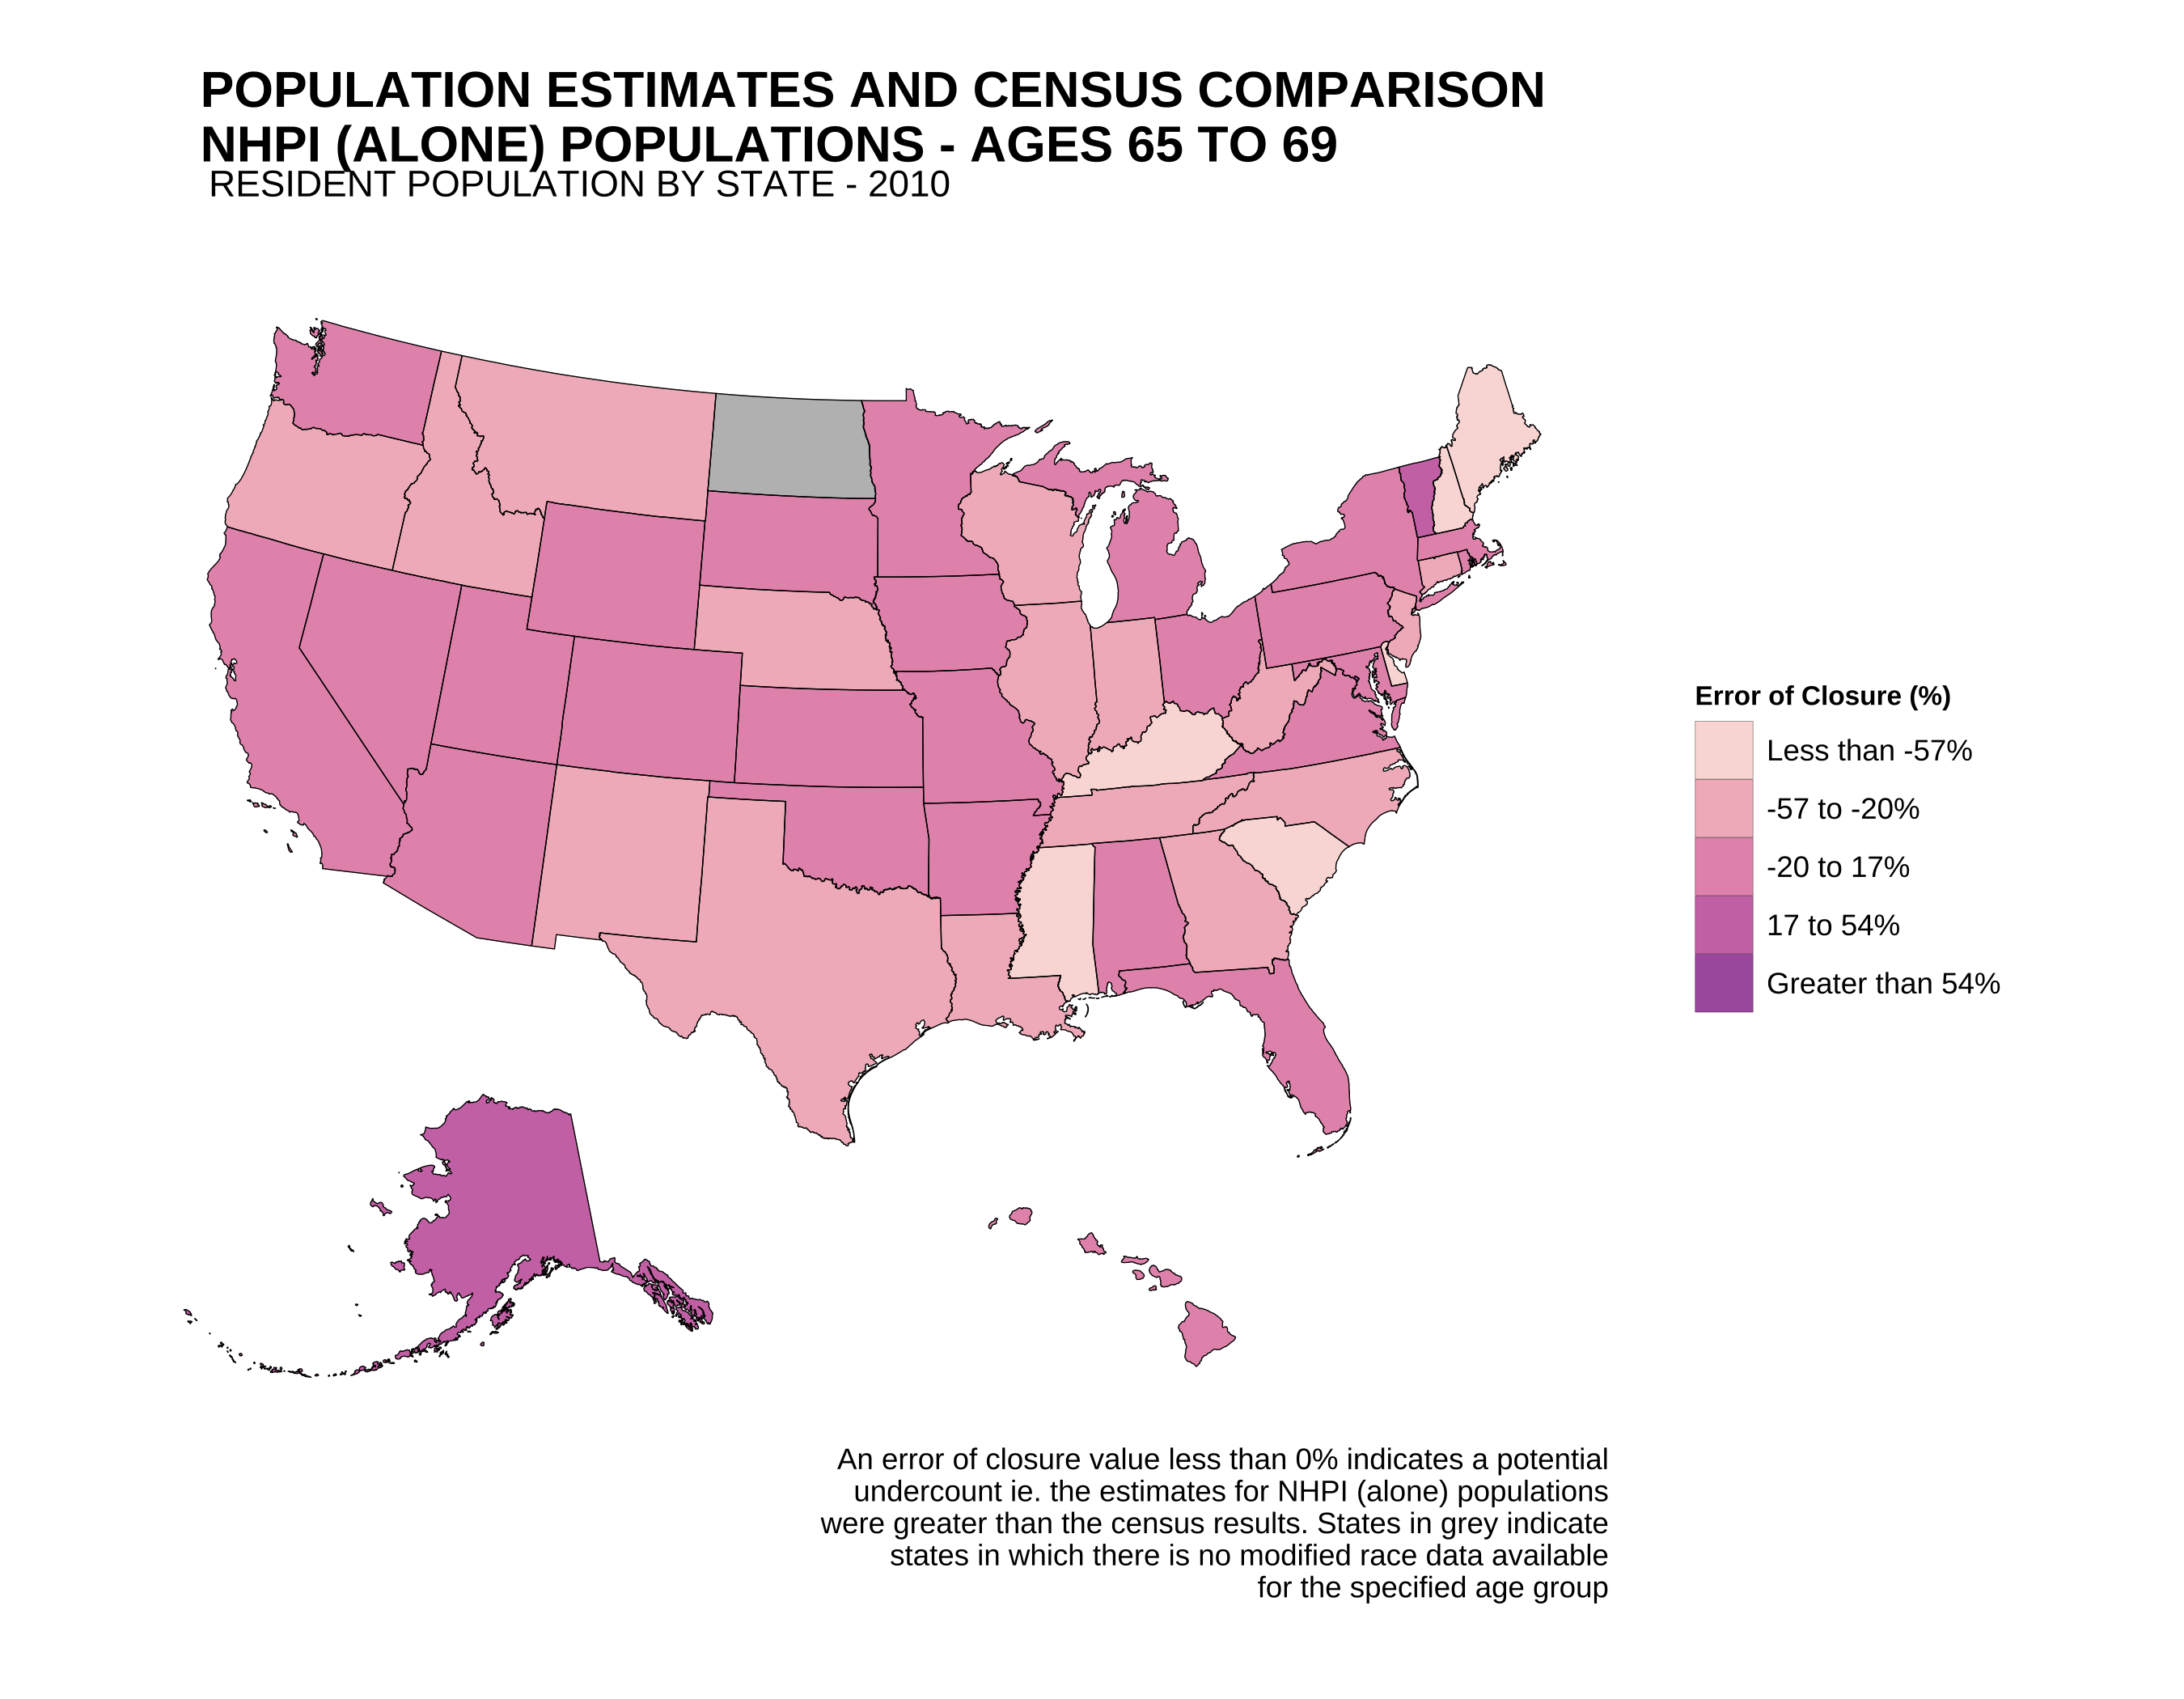 POPULATION ESTIMATES AND CENSUS COMPARISON
NHPI (ALONE) POPULATIONS - AGES 65 TO 69
RESIDENT POPULATION BY STATE - 2010
Error of Closure (%)
Less than -57%
-57 to -20%
-20 to 17%
17 to 54%
Greater than 54%
An error of closure value less than 0% indicates a potential
undercount ie. the estimates for NHPI (alone) populations
were greater than the census results. States in grey indicate
states in which there is no modified race data available
for the specified age group